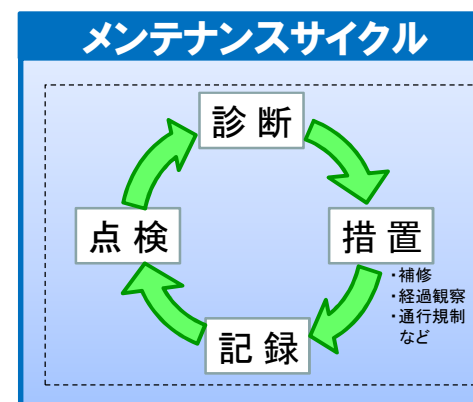 メンテナンスサイクル
診断
点検
措置
・補修
・経過観察
・通行規制
など
記録